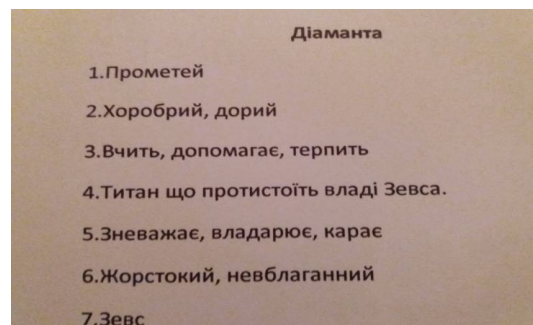 Діаманта
1.Прометей
2.Хоробрий, дорий
3.Вчить, допомагає, терпить
4.Титан що протистоїть владі Зевса.
5.Зневажає, владарює, карає
6.Жорстокий, невблаганний
7.Зевс